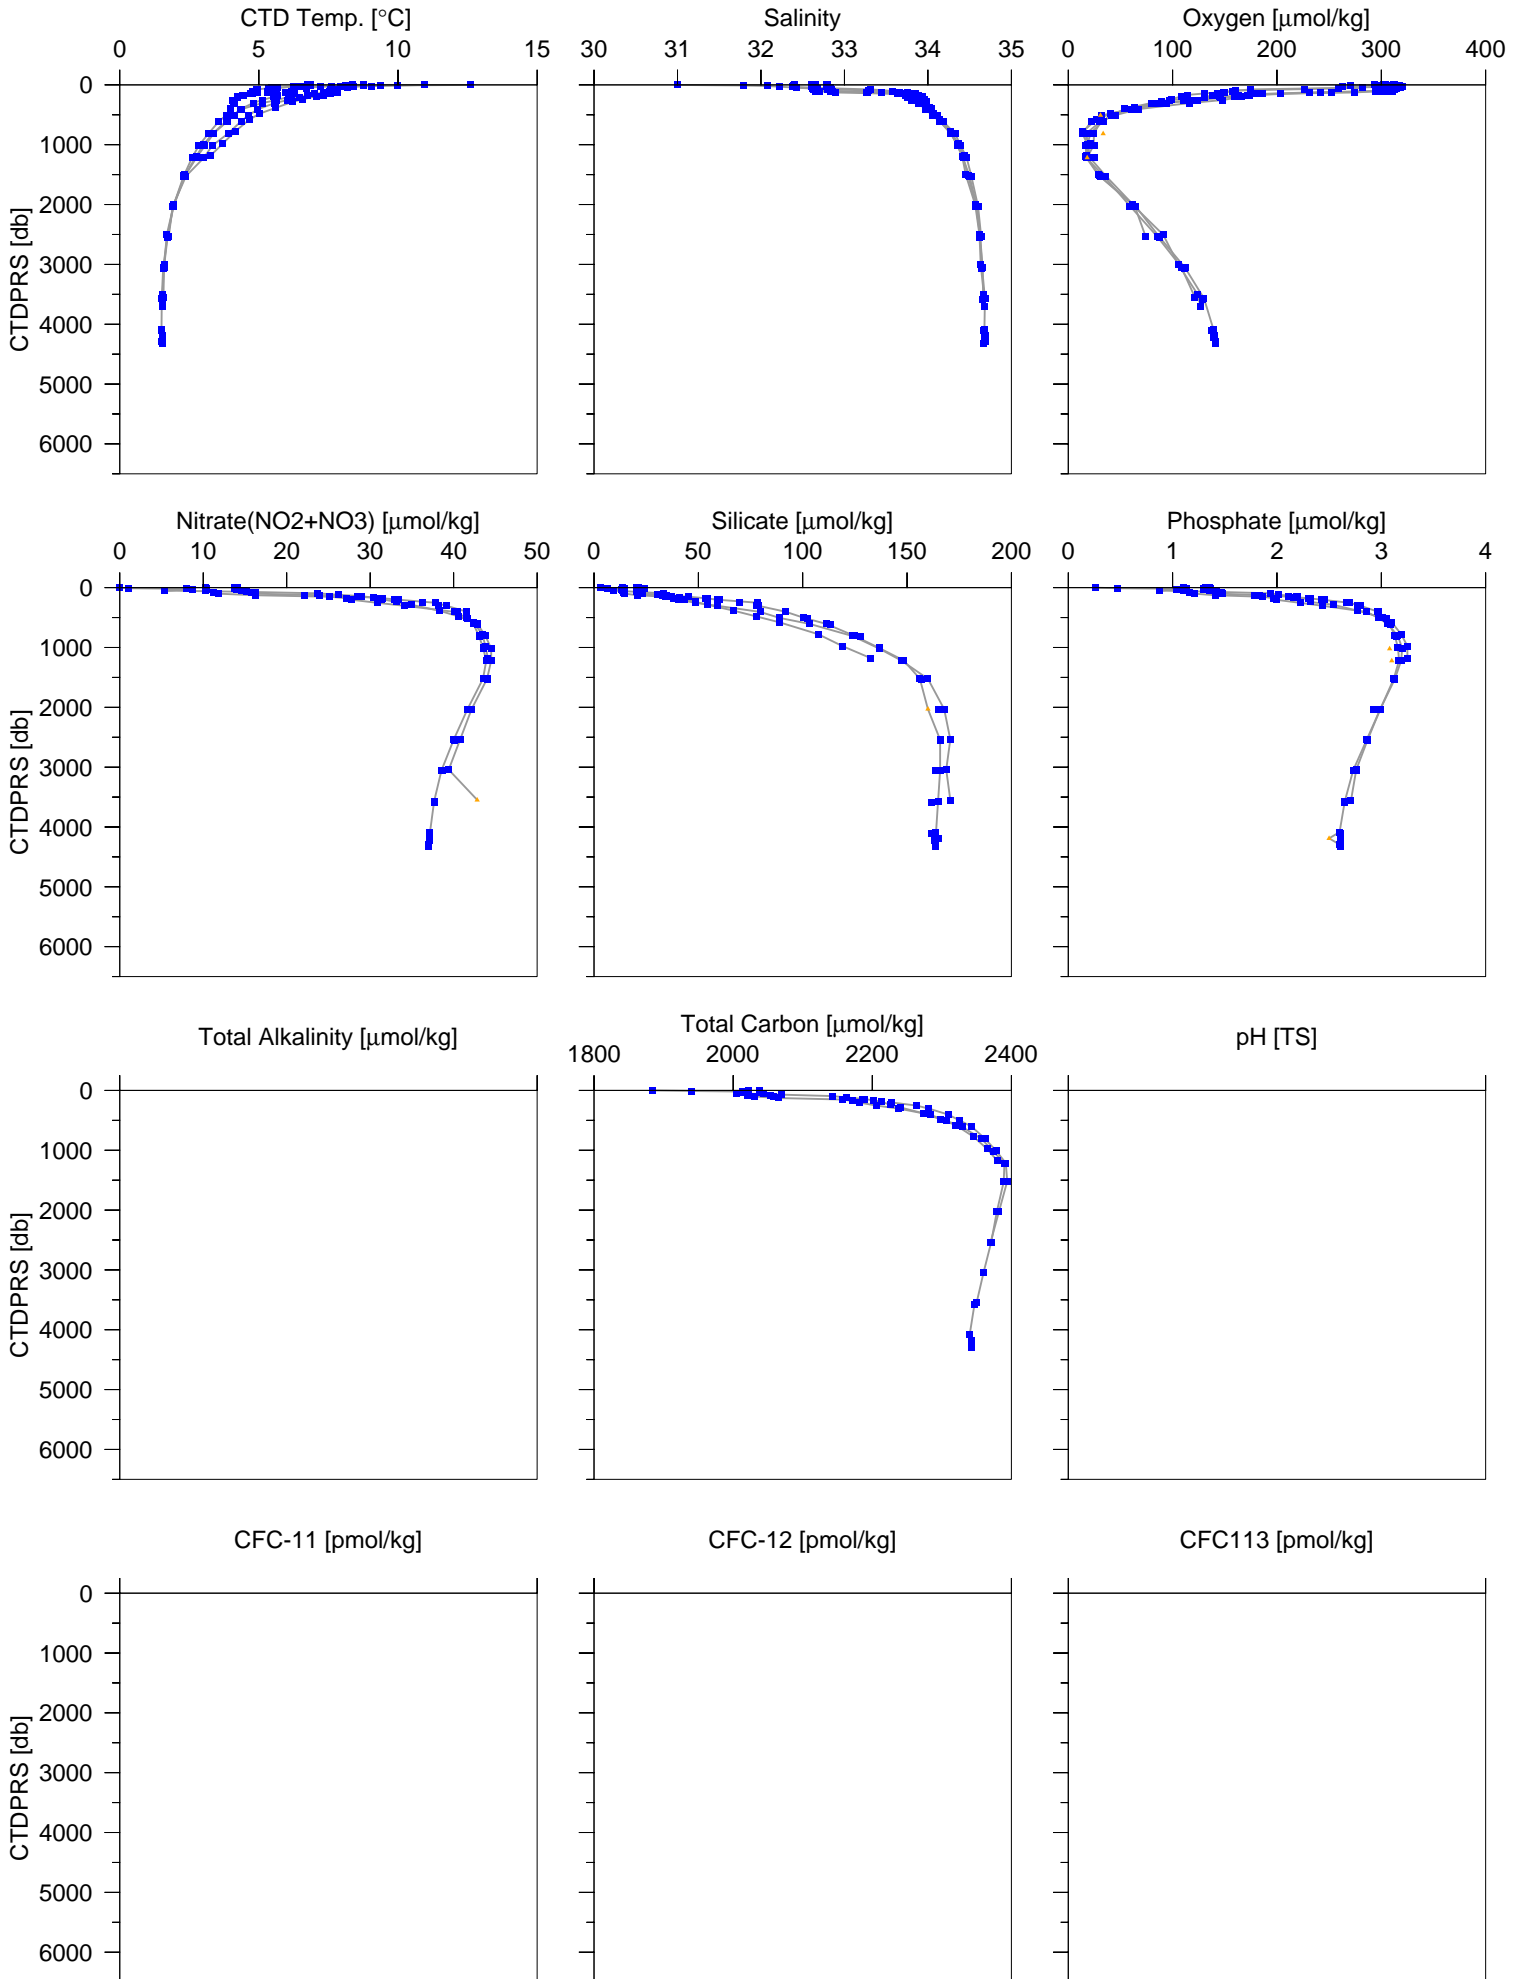 CTD Temp. [°C] Salinity Oxygen [μmol/kg]
0 5 10 15 30 31 32 33 34 35 0 100 200 300 400
0
1000
2000
3000
4000
5000
6000
CTDPRS [db]
Nitrate(NO2+NO3) [μmol/kg] Silicate [μmol/kg] Phosphate [μmol/kg]
0 10 20 30 40 50 0 50 100 150 200 0 1 2 3 4
0
1000
2000
3000
4000
5000
6000
CTDPRS [db]
Total Alkalinity [μmol/kg] Total Carbon [μmol/kg] pH [TS]
1800 2000 2200 2400
0
1000
2000
3000
4000
5000
6000
CTDPRS [db]
CFC-11 [pmol/kg] CFC-12 [pmol/kg] CFC113 [pmol/kg]
0
1000
2000
3000
4000
5000
6000
CTDPRS [db]